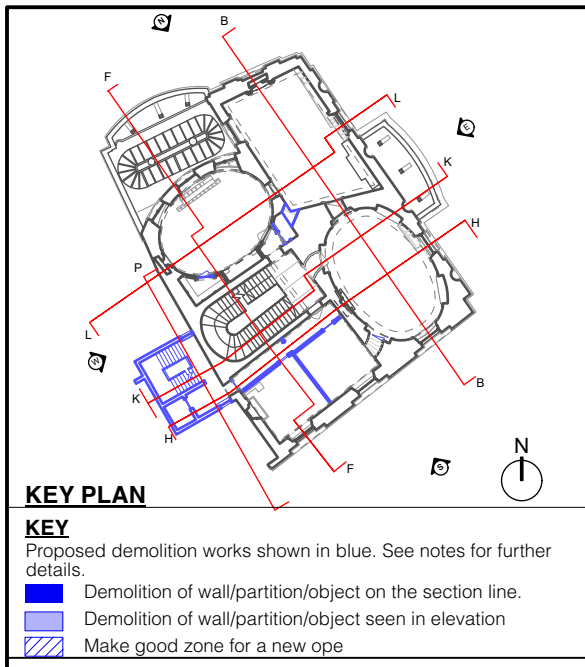 N
B
F
L
E
K
H
P
L
W
K
B
H
F
S
N
KEY PLAN
KEY
Proposed demolition works shown in blue. See notes for further
details.
Demolition of wall/partition/object on the section line.
Demolition of wall/partition/object seen in elevation
Make good zone for a new ope